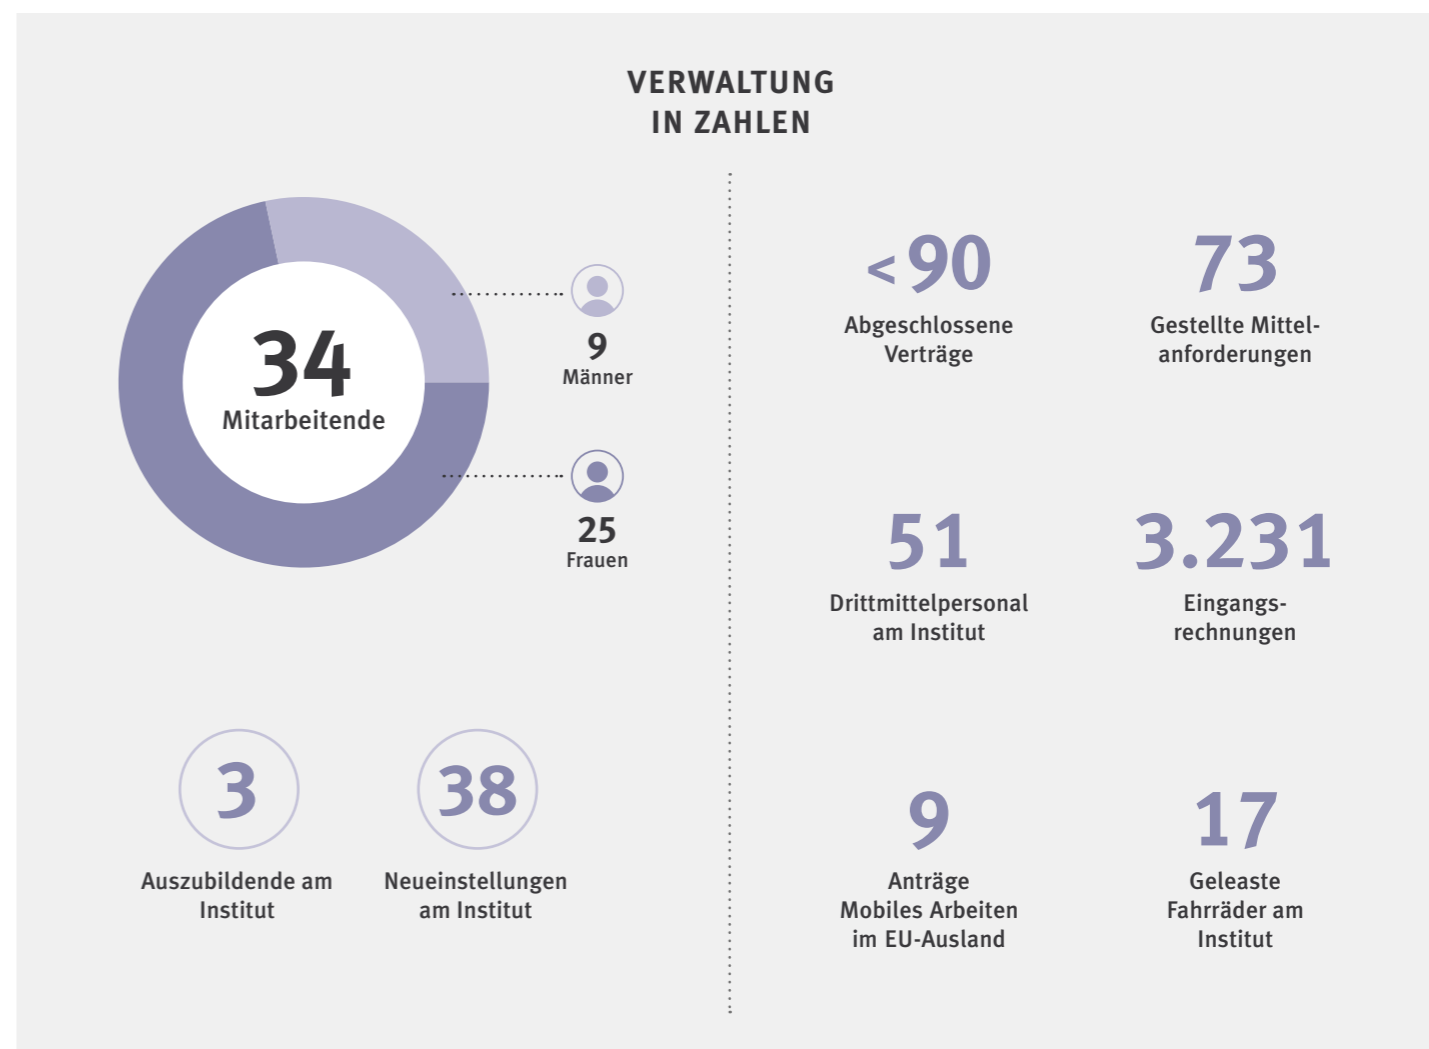 VERWALTUNG
IN ZAHLEN
34
Mitarbeitende
9
Männer
25
Frauen
3
Auszubildende am
Institut
38
Neueinstellungen
am Institut
<90
Abgeschlossene
Verträge
73
Gestellte Mittel-
anforderungen
51
Drittmittelpersonal
am Institut
3.231
Eingangs-
rechnungen
9
Anträge
Mobiles Arbeiten
im EU-Ausland
17
Geleaste
Fahrräder am
Institut